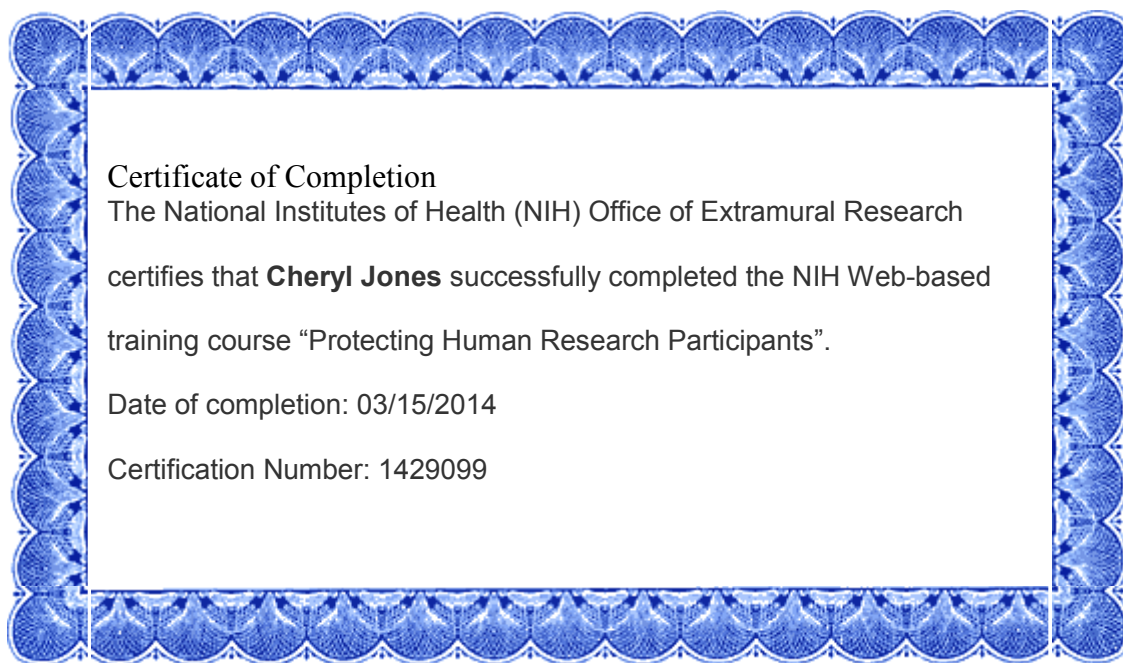 Certificate of Completion
The National Institutes of Health (NIH) Office of Extramural Research
certifies that Cheryl Jones successfully completed the NIH Web-based
training course “Protecting Human Research Participants”.
Date of completion: 03/15/2014
Certification Number: 1429099